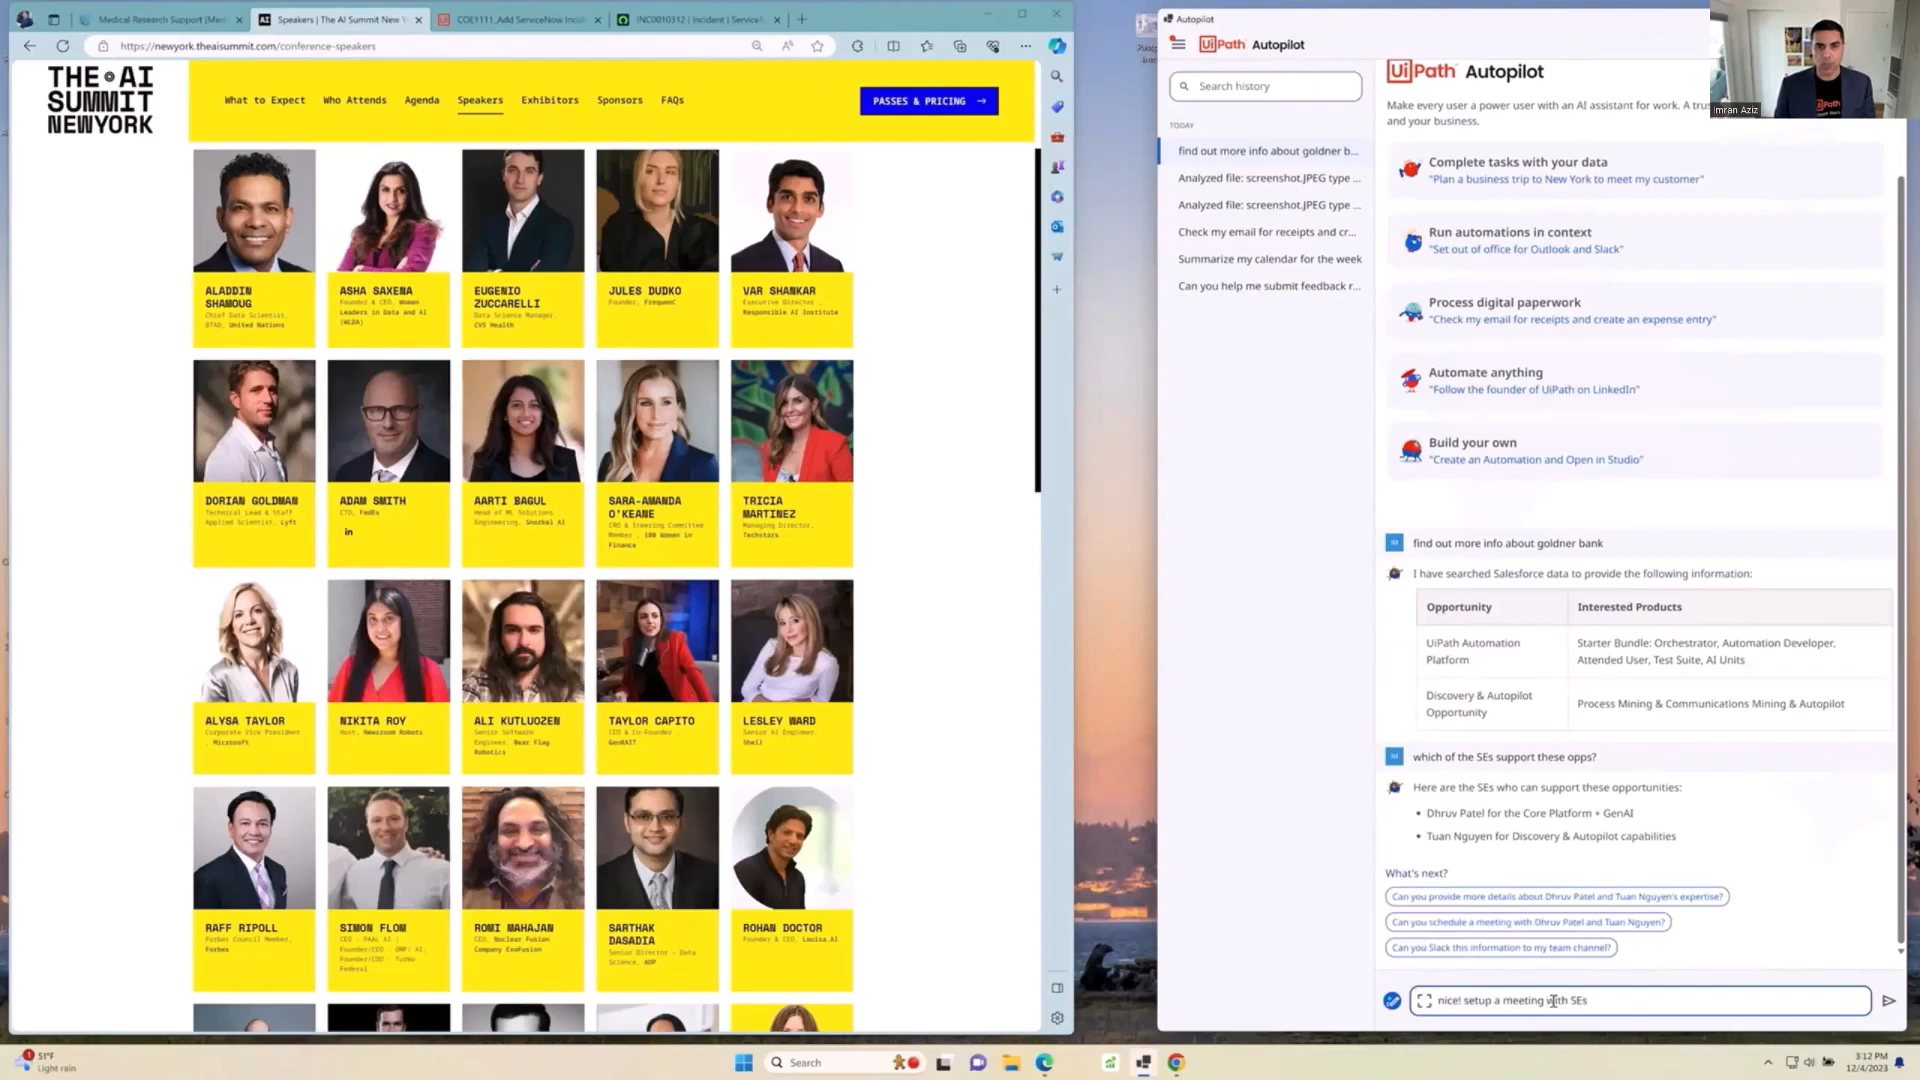 Medical Research Support (Med
Speakers | The AI Summit New
COE1111_Add ServiceNow Incid
INC0010312 | Incident | Service
https://newyork.theaisummit.com/conference-speakers
THE AI
SUMMIT
NEWYORK
What to Expect
Who Attends
Agenda
Speakers
Exhibitors
Sponsors
FAQs
PASSES & PRICING →
ALADDIN
SHAMOUG
Chief Data Scientist,
DTAD, United Nations
ASHA SAXENA
Founder & CEO, Women
Leaders in Data and AI
(WLDA)
EUGENIO
ZUCCARELLI
Data Science Manager,
CVS Health
JULES DUDKO
Founder, FrequenC
VAR SHANKAR
Executive Director ,
Responsible AI Institute
DORIAN GOLDMAN
Technical Lead & Staff
Applied Scientist, Lyft
ADAM SMITH
CTO, FedEx
in
AARTI BAGUL
Head of ML Solutions
Engineering, Snorkel AI
SARA-AMANDA
O'KEANE
CRO & Steering Committee
Member , 100 Women in
Finance
TRICIA
MARTINEZ
Managing Director,
Techstars
ALYSA TAYLOR
Corporate Vice President
, Microsoft
NIKITA ROY
Host, Newsroom Robots
ALI KUTLUOZEN
Senior Software
Engineer, Bear Flag
Robotics
TAYLOR CAPITO
CEO & Co-Founder ,
GenRAIT
LESLEY WARD
Senior AI Engineer,
Shell
RAFF RIPOLL
Forbes Council Member,
Forbes
SIMON FLOM
Founder/CEO
Founder/COO - Turbo
Federal
ROMI MAHAJAN
CEO, Nuclear Fusion
Company ExoFusion
SARTHAK
DASADIA
Senior Director - Data
Science, ADP
ROHAN DOCTOR
Founder & CEO, Louisa.AI
Autopilot
UiPath Autopilot
Search history
TODAY
find out more info about goldner b...
Analyzed file: screenshot.JPEG type ...
Analyzed file: screenshot.JPEG type ...
Check my email for receipts and cr...
Summarize my calendar for the week
Can you help me submit feedback r...
UiPath Autopilot
Make every user a power user with an AI assistant for work. A tru
and your business.
Imran Aziz
Path
Complete tasks with your data
"Plan a business trip to New York to meet my customer"
Run automations in context
"Set out of office for Outlook and Slack"
Process digital paperwork
"Check my email for receipts and create an expense entry"
Automate anything
"Follow the founder of UiPath on LinkedIn"
Build your own
"Create an Automation and Open in Studio"
IM
find out more info about goldner bank
I have searched Salesforce data to provide the following information:
Opportunity
Interested Products
UiPath Automation
Platform
Starter Bundle: Orchestrator, Automation Developer,
Attended User, Test Suite, AI Units
Discovery & Autopilot
Opportunity
Process Mining & Communications Mining & Autopilot
IM
which of the SEs support these opps?
Here are the SEs who can support these opportunities:
• Dhruv Patel for the Core Platform + GenAI
• Tuan Nguyen for Discovery & Autopilot capabilities
What's next?
Can you provide more details about Dhruv Patel and Tuan Nguyen's expertise?
Can you schedule a meeting with Dhruv Patel and Tuan Nguyen?
Can you Slack this information to my team channel?
nice! setup a meeting with SEs
1
51°F
Light rain
Search
3:12 PM
12/4/2023